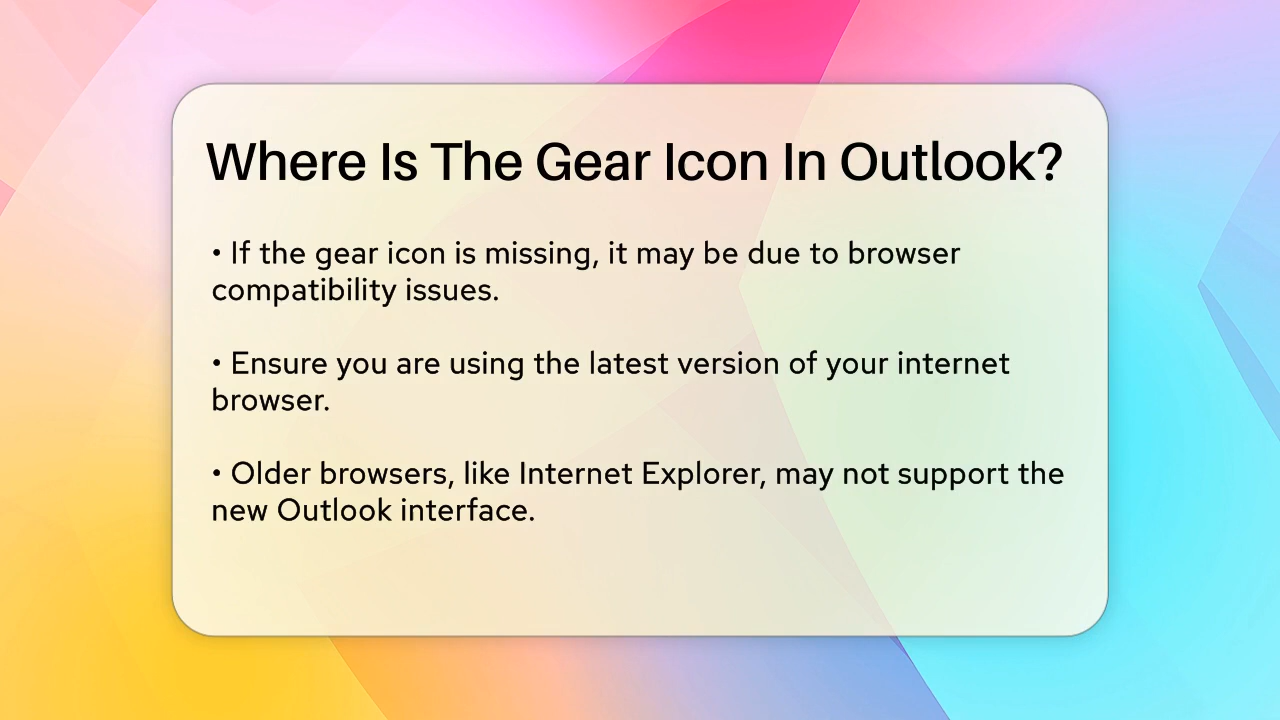 Where Is The Gear Icon In Outlook?
• If the gear icon is missing, it may be due to browser
compatibility issues.
• Ensure you are using the latest version of your internet
browser.
• Older browsers, like Internet Explorer, may not support the
new Outlook interface.